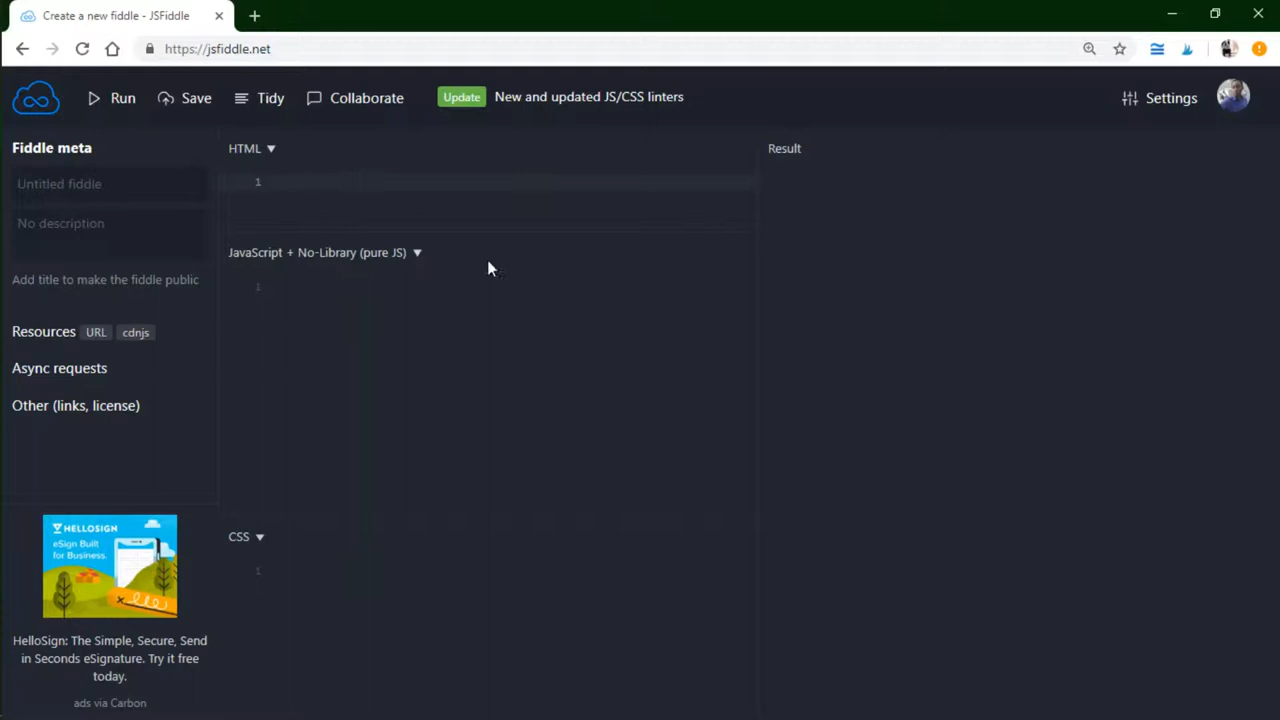 Create a new fiddle - JSFiddle
https://jsfiddle.net
Run
Save
Tidy
Collaborate
Update
New and updated JS/CSS linters
Settings
Fiddle meta
Untitled fiddle
No description
Add title to make the fiddle public
Resources URL cdnjs
Async requests
Other (links, license)
HELLOSIGN
eSign Built
for Business.
HelloSign: The Simple, Secure, Send
in Seconds eSignature. Try it free
today.
ads via Carbon
HTML
1
JavaScript + No-Library (pure JS)
1
CSS
1
Result